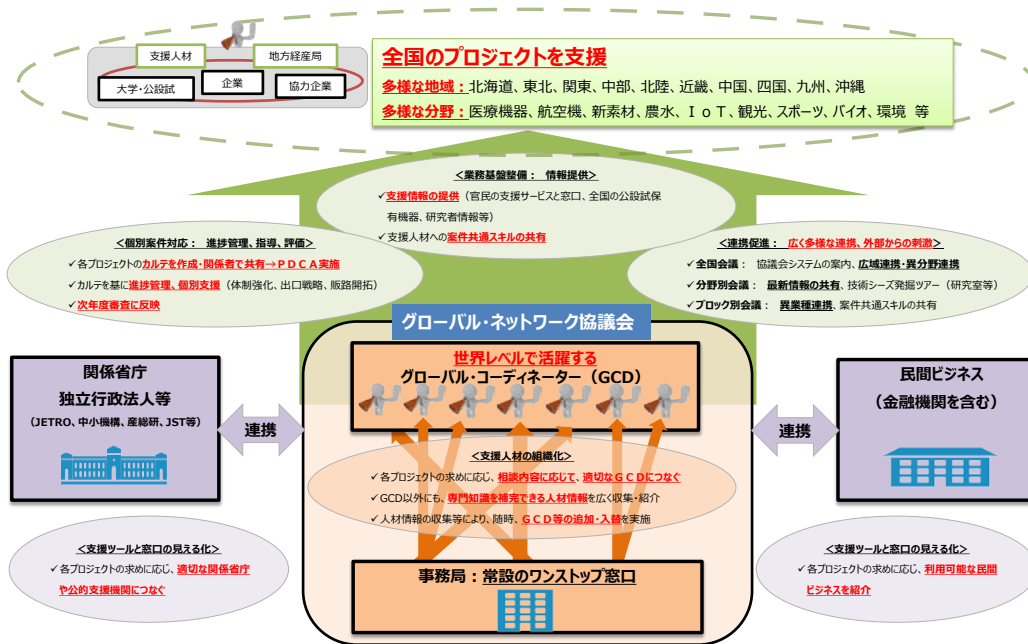 支援人材
地方経産局
大学・公設試
企業
協力企業
全国のプロジェクトを支援
多様な地域：北海道、東北、関東、中部、北陸、近畿、中国、四国、九州、沖縄
多様な分野：医療機器、航空機、新素材、農水、ＩｏＴ、観光、スポーツ、バイオ、環境 等
＜業務基盤整備： 情報提供＞
✓支援情報の提供（官民の支援サービスと窓口、全国の公設試保
有機器、研究者情報等）
✓支援人材への案件共通スキルの共有
＜個別案件対応： 進捗管理、指導、評価＞
✓各プロジェクトのカルテを作成・関係者で共有→ＰＤＣＡ実施
✓カルテを基に進捗管理、個別支援（体制強化、出口戦略、販路開拓）
✓次年度審査に反映
＜連携促進： 広く多様な連携、外部からの刺激＞
✓全国会議： 協議会システムの案内、広域連携・異分野連携
✓分野別会議： 最新情報の共有、技術シーズ発掘ツアー（研究室等）
✓ブロック別会議： 異業種連携、案件共通スキルの共有
グローバル・ネットワーク協議会
世界レベルで活躍する
グローバル・コーディネーター（GCD）
関係省庁
独立行政法人等
（JETRO、中小機構、産総研、JST等）
連携
連携
民間ビジネス
（金融機関を含む）
＜支援人材の組織化＞
✓各プロジェクトの求めに応じ、相談内容に応じて、適切なＧＣＤにつなぐ
✓GCD以外にも、専門知識を補完できる人材情報を広く収集・紹介
✓人材情報の収集等により、随時、ＧＣＤ等の追加・入替を実施
事務局：常設のワンストップ窓口
＜支援ツールと窓口の見える化＞
✓各プロジェクトの求めに応じ、適切な関係省庁
や公的支援機関につなぐ
＜支援ツールと窓口の見える化＞
✓各プロジェクトの求めに応じ、利用可能な民間
ビジネスを紹介